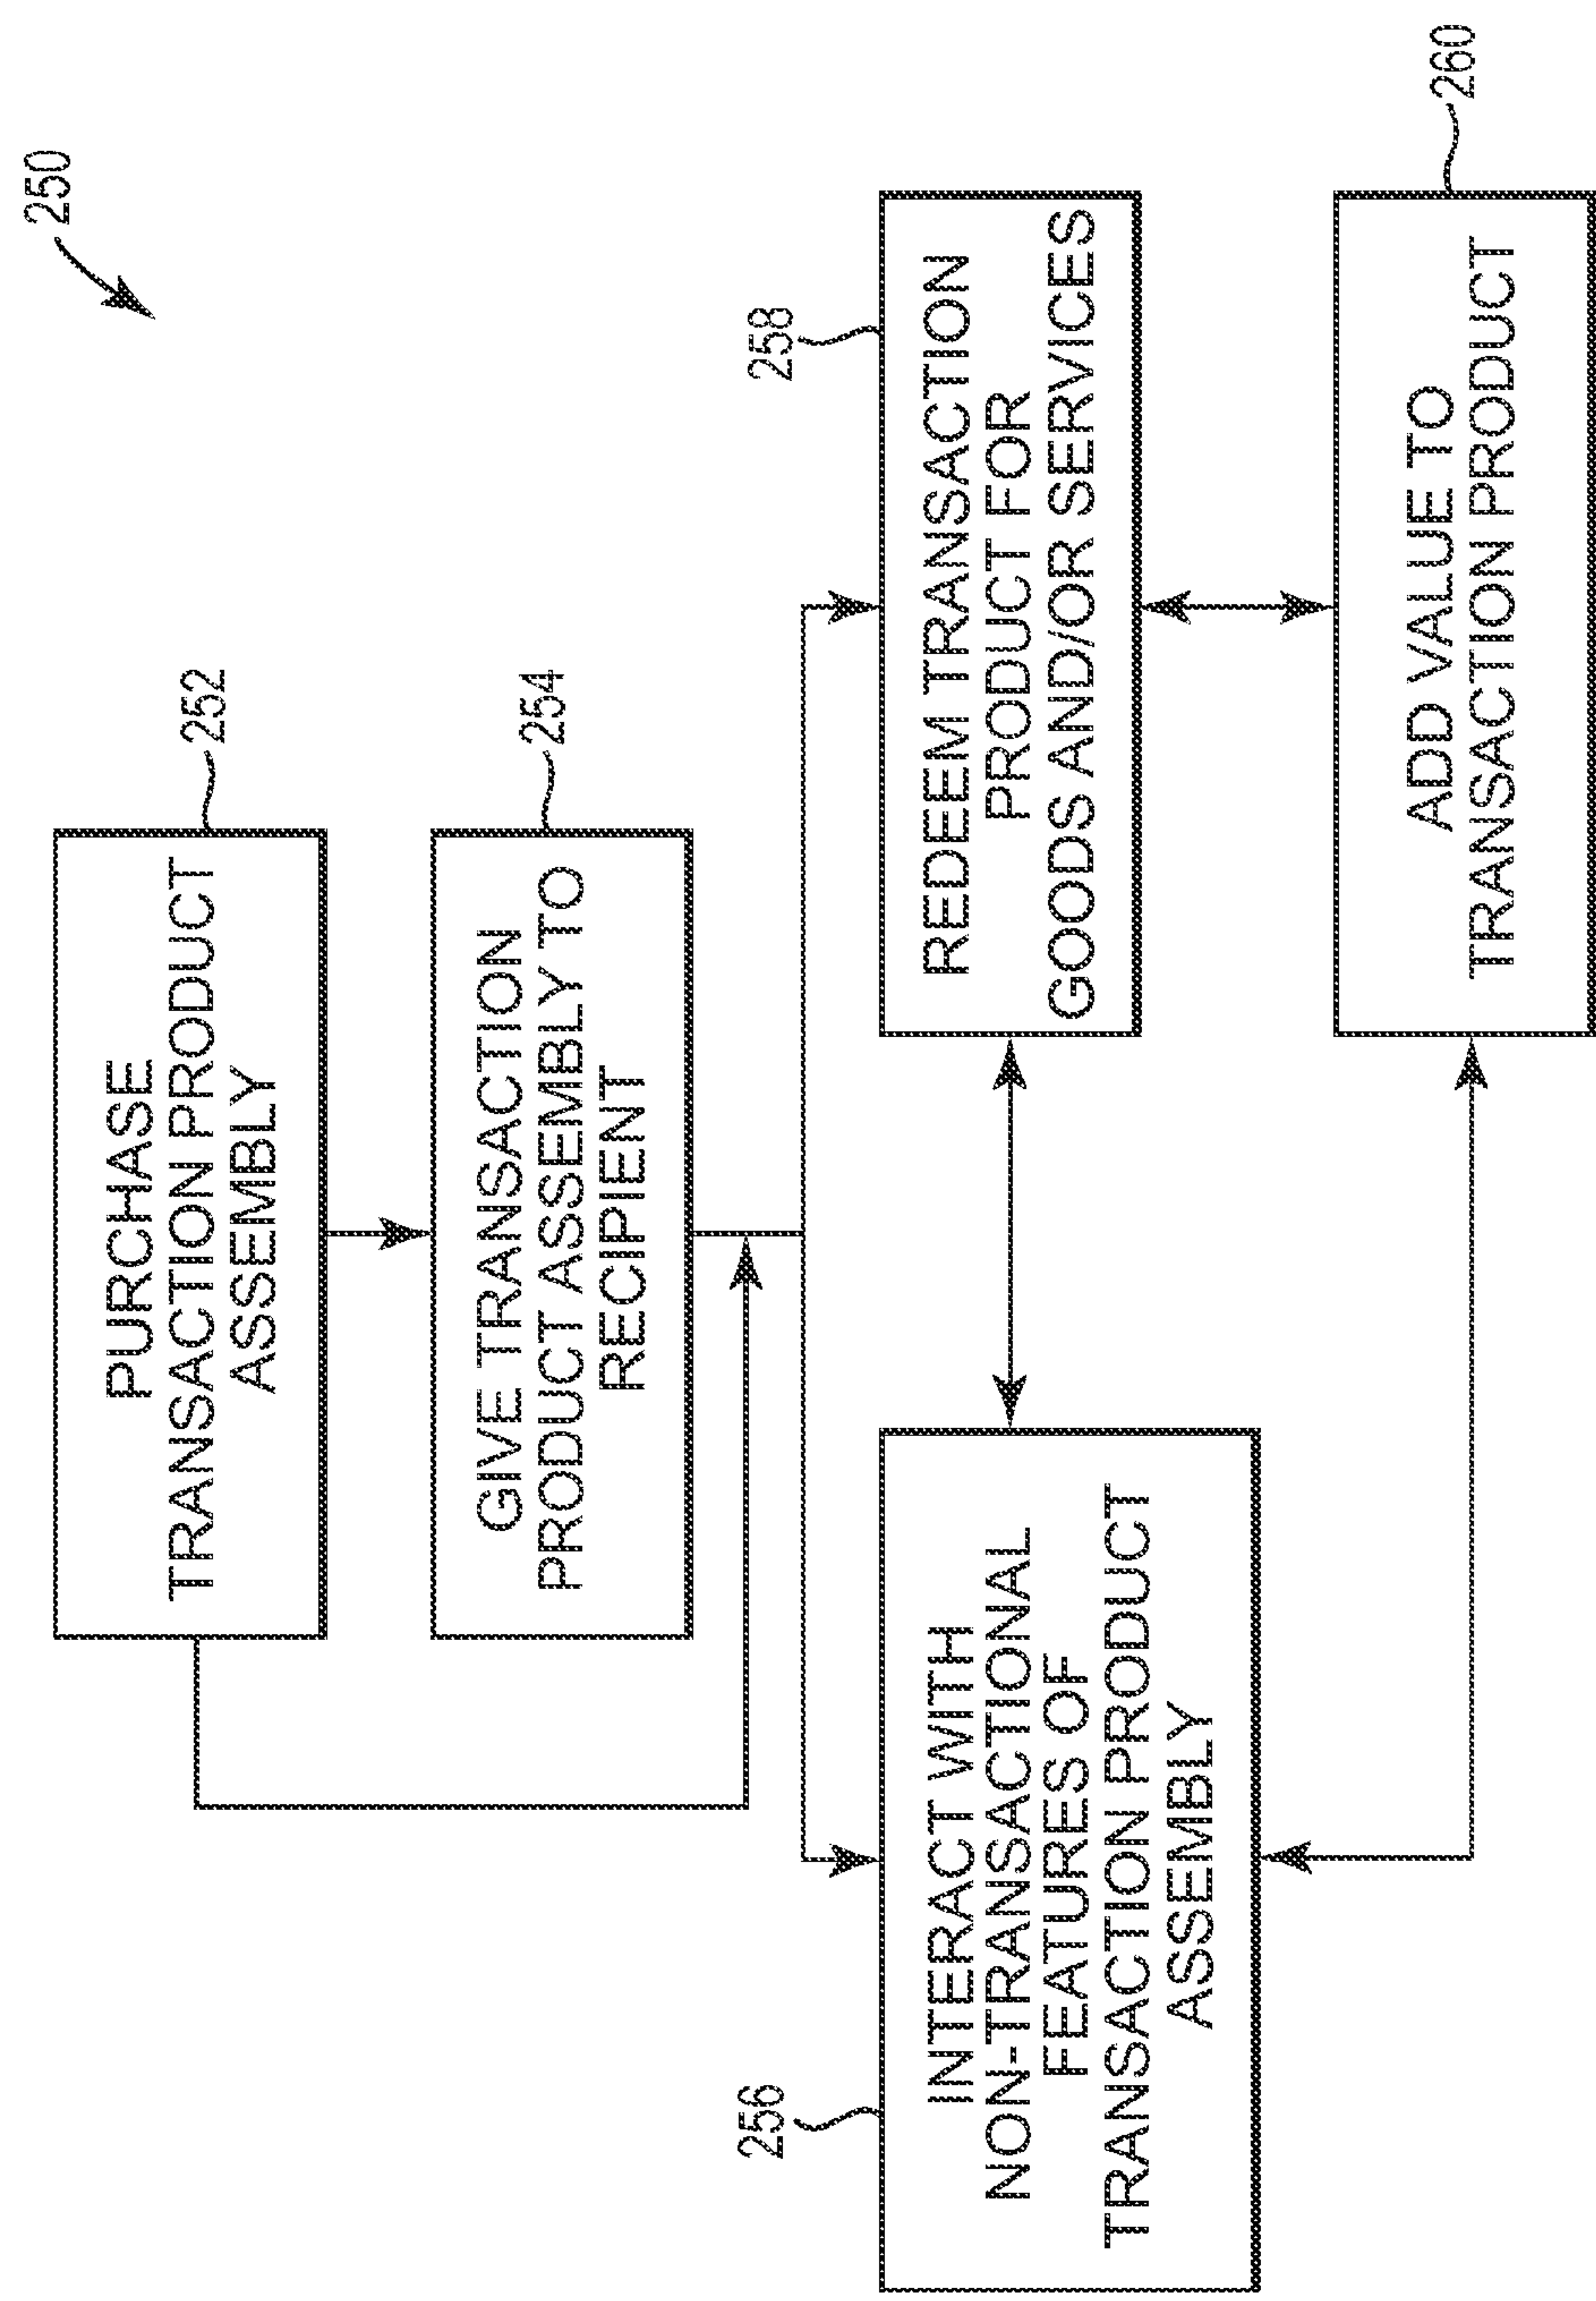 250
PURCHASE
TRANSACTION PRODUCT
ASSEMBLY
252
GIVE TRANSACTION
PRODUCT ASSEMBLY TO
RECIPIENT
254
256
INTERACT WITH
NON-TRANSACTIONAL
FEATURES OF
TRANSACTION PRODUCT
ASSEMBLY
258
REDEEM TRANSACTION
PRODUCT FOR
GOODS AND/OR SERVICES
ADD VALUE TO
TRANSACTION PRODUCT
260